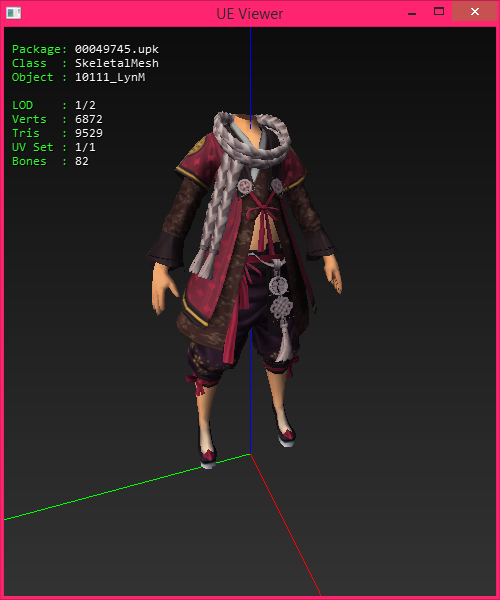 UE Viewer
Package: 00049745.upk
Class  : SkeletalMesh
Object : 10111_LynM
LOD    : 1/2
Verts  : 6872
Tris   : 9529
UV Set : 1/1
Bones  : 82